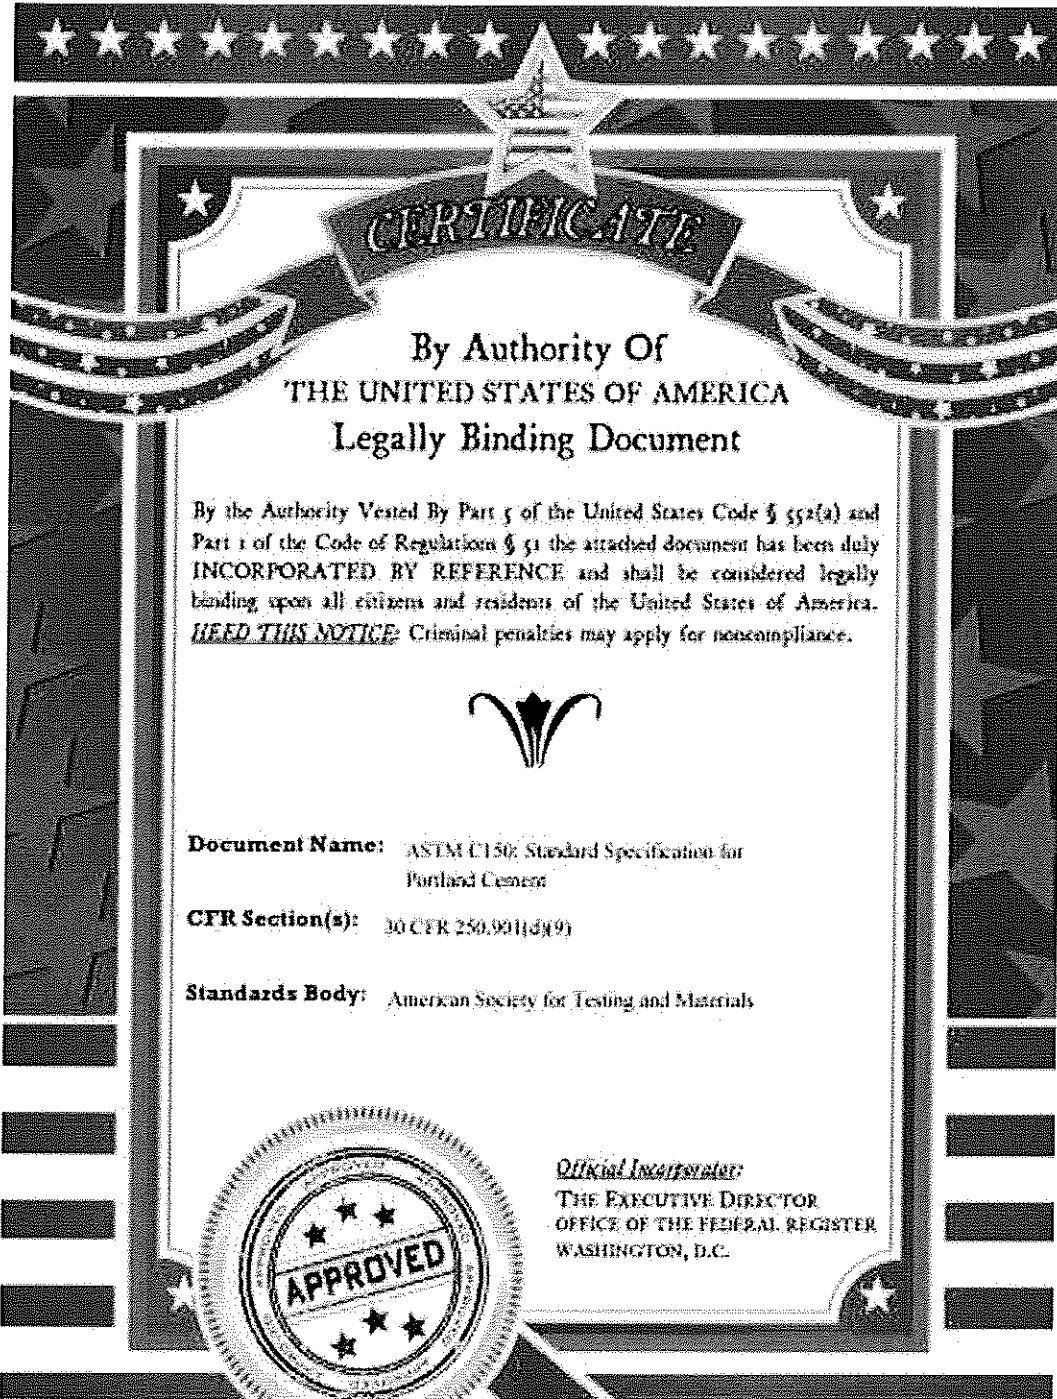 CERTIFICATE
By Authority Of
THE UNITED STATES OF AMERICA
Legally Binding Document
By the Authority Vested By Part 5 of the United States Code § 552(a) and
Part 1 of the Code of Regulations § 51 the attached document has been duly
INCORPORATED BY REFERENCE and shall be considered legally
binding upon all citizens and residents of the United States of America.
HEED THIS NOTICE: Criminal penalties may apply for noncompliance.
Document Name: ASTM C150: Standard Specification for
Portland Cement
CFR Section(s): 30 CFR 250.901(d)(9)
Standards Body: American Society for Testing and Materials
Official Incorporator:
THE EXECUTIVE DIRECTOR
OFFICE OF THE FEDERAL REGISTER
WASHINGTON, D.C.
APPROVED
APPROVED